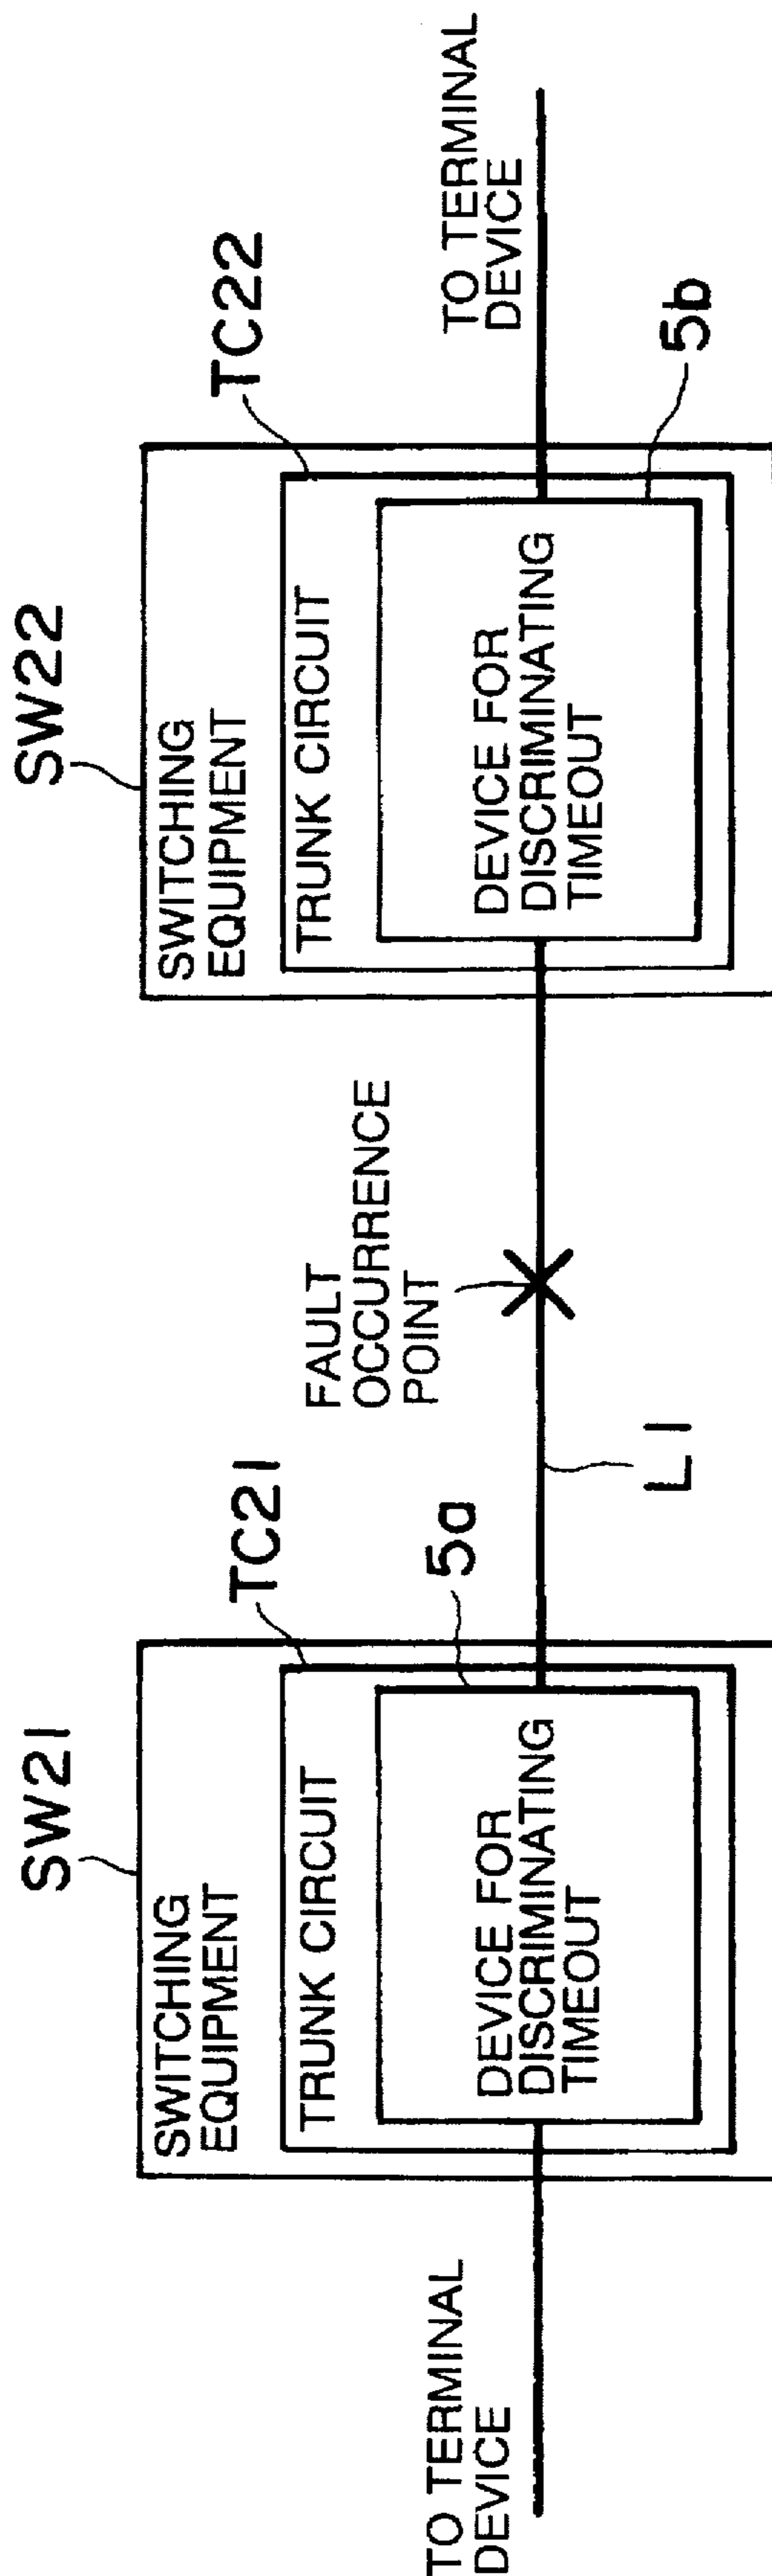 SW21
SWITCHING
EQUIPMENT
TC21
TRUNK CIRCUIT
5a
DEVICE FOR
DISCRIMINATING
TIMEOUT
TO TERMINAL
DEVICE
FAULT
OCCURRENCE
POINT
L1
SW22
SWITCHING
EQUIPMENT
TC22
TRUNK CIRCUIT
DEVICE FOR
DISCRIMINATING
TIMEOUT
5b
TO TERMINAL
DEVICE